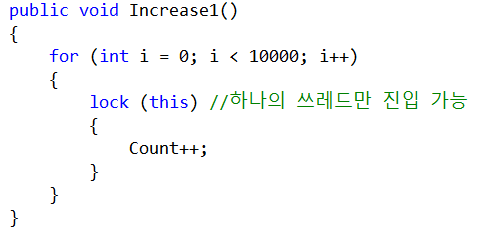 public void Increase1()
{
    for (int i = 0; i < 10000; i++)
    {
        lock (this) //하나의 쓰레드만 진입 가능
        {
            Count++;
        }
    }
}